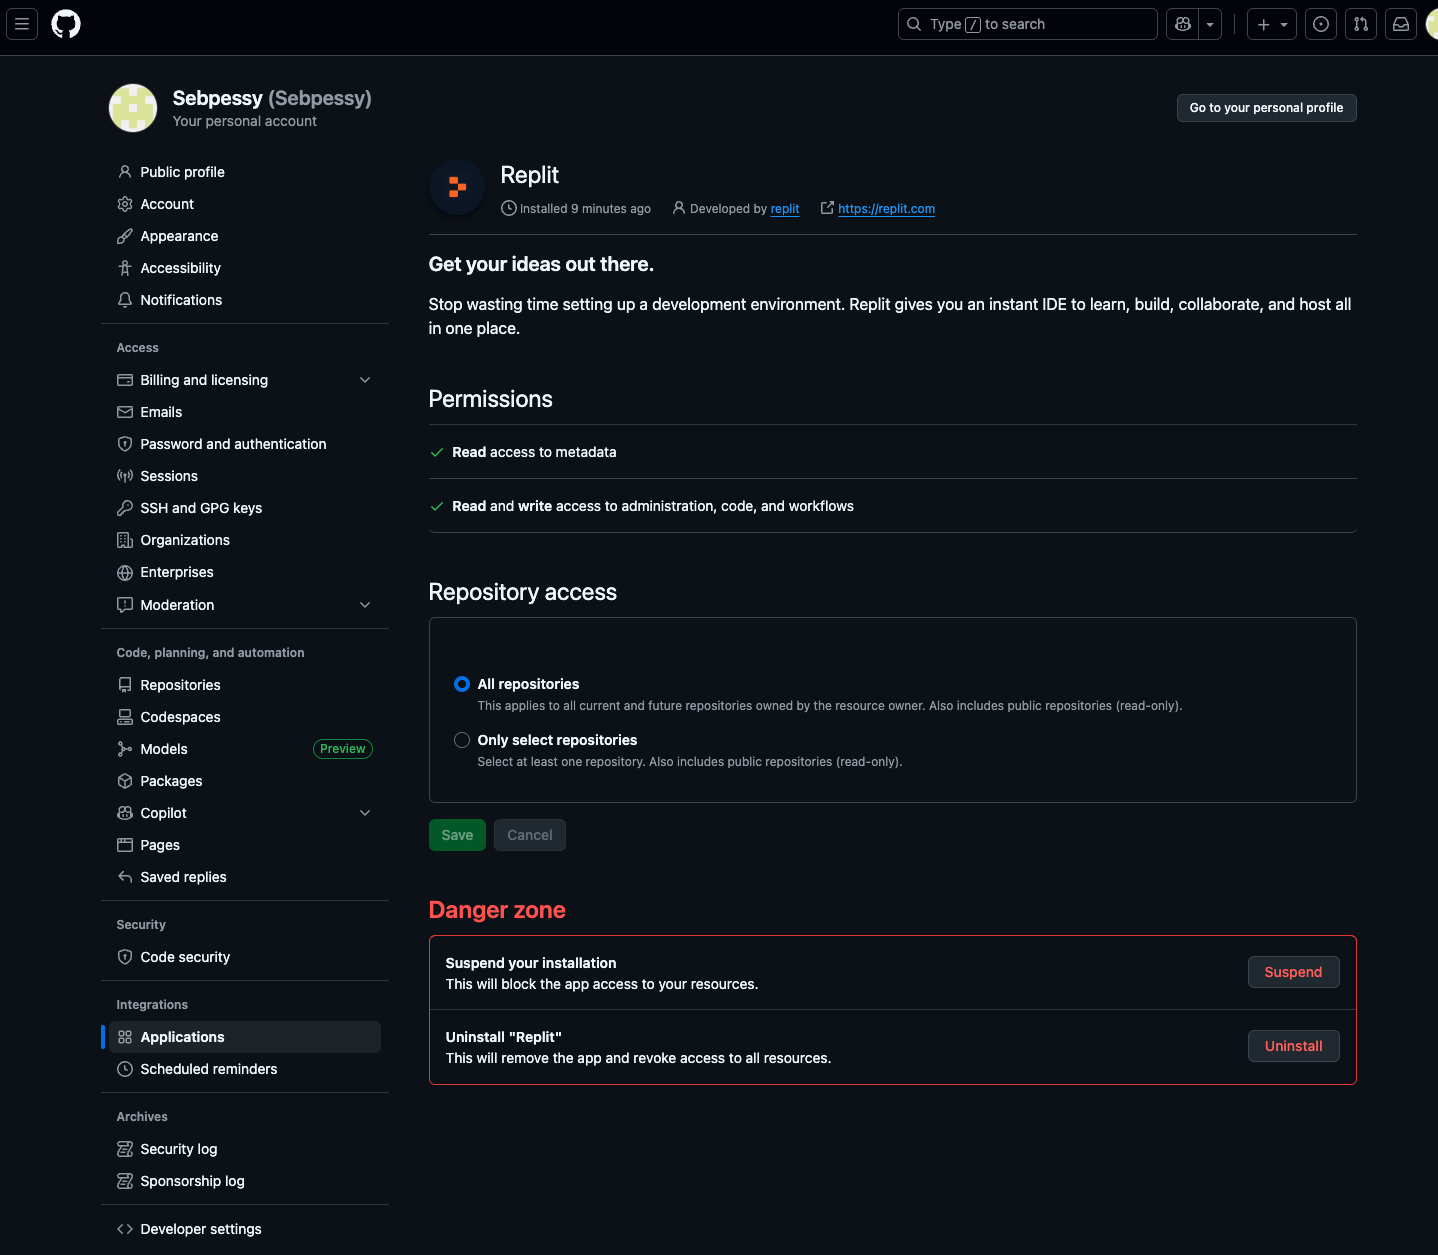 Type / to search
Sebpessy (Sebpessy)
Your personal account
Go to your personal profile
Public profile
Account
Appearance
Accessibility
Notifications
Access
Billing and licensing
Emails
Password and authentication
Sessions
SSH and GPG keys
Organizations
Enterprises
Moderation
Code, planning, and automation
Repositories
Codespaces
Models
Preview
Packages
Copilot
Pages
Saved replies
Security
Code security
Integrations
Applications
Scheduled reminders
Archives
Security log
Sponsorship log
Developer settings
Replit
Installed 9 minutes ago
Developed by replit
https://replit.com
Get your ideas out there.
Stop wasting time setting up a development environment. Replit gives you an instant IDE to learn, build, collaborate, and host all
in one place.
Permissions
Read access to metadata
Read and write access to administration, code, and workflows
Repository access
All repositories
This applies to all current and future repositories owned by the resource owner. Also includes public repositories (read-only).
Only select repositories
Select at least one repository. Also includes public repositories (read-only).
Save
Cancel
Danger zone
Suspend your installation
This will block the app access to your resources.
Suspend
Uninstall "Replit"
This will remove the app and revoke access to all resources.
Uninstall